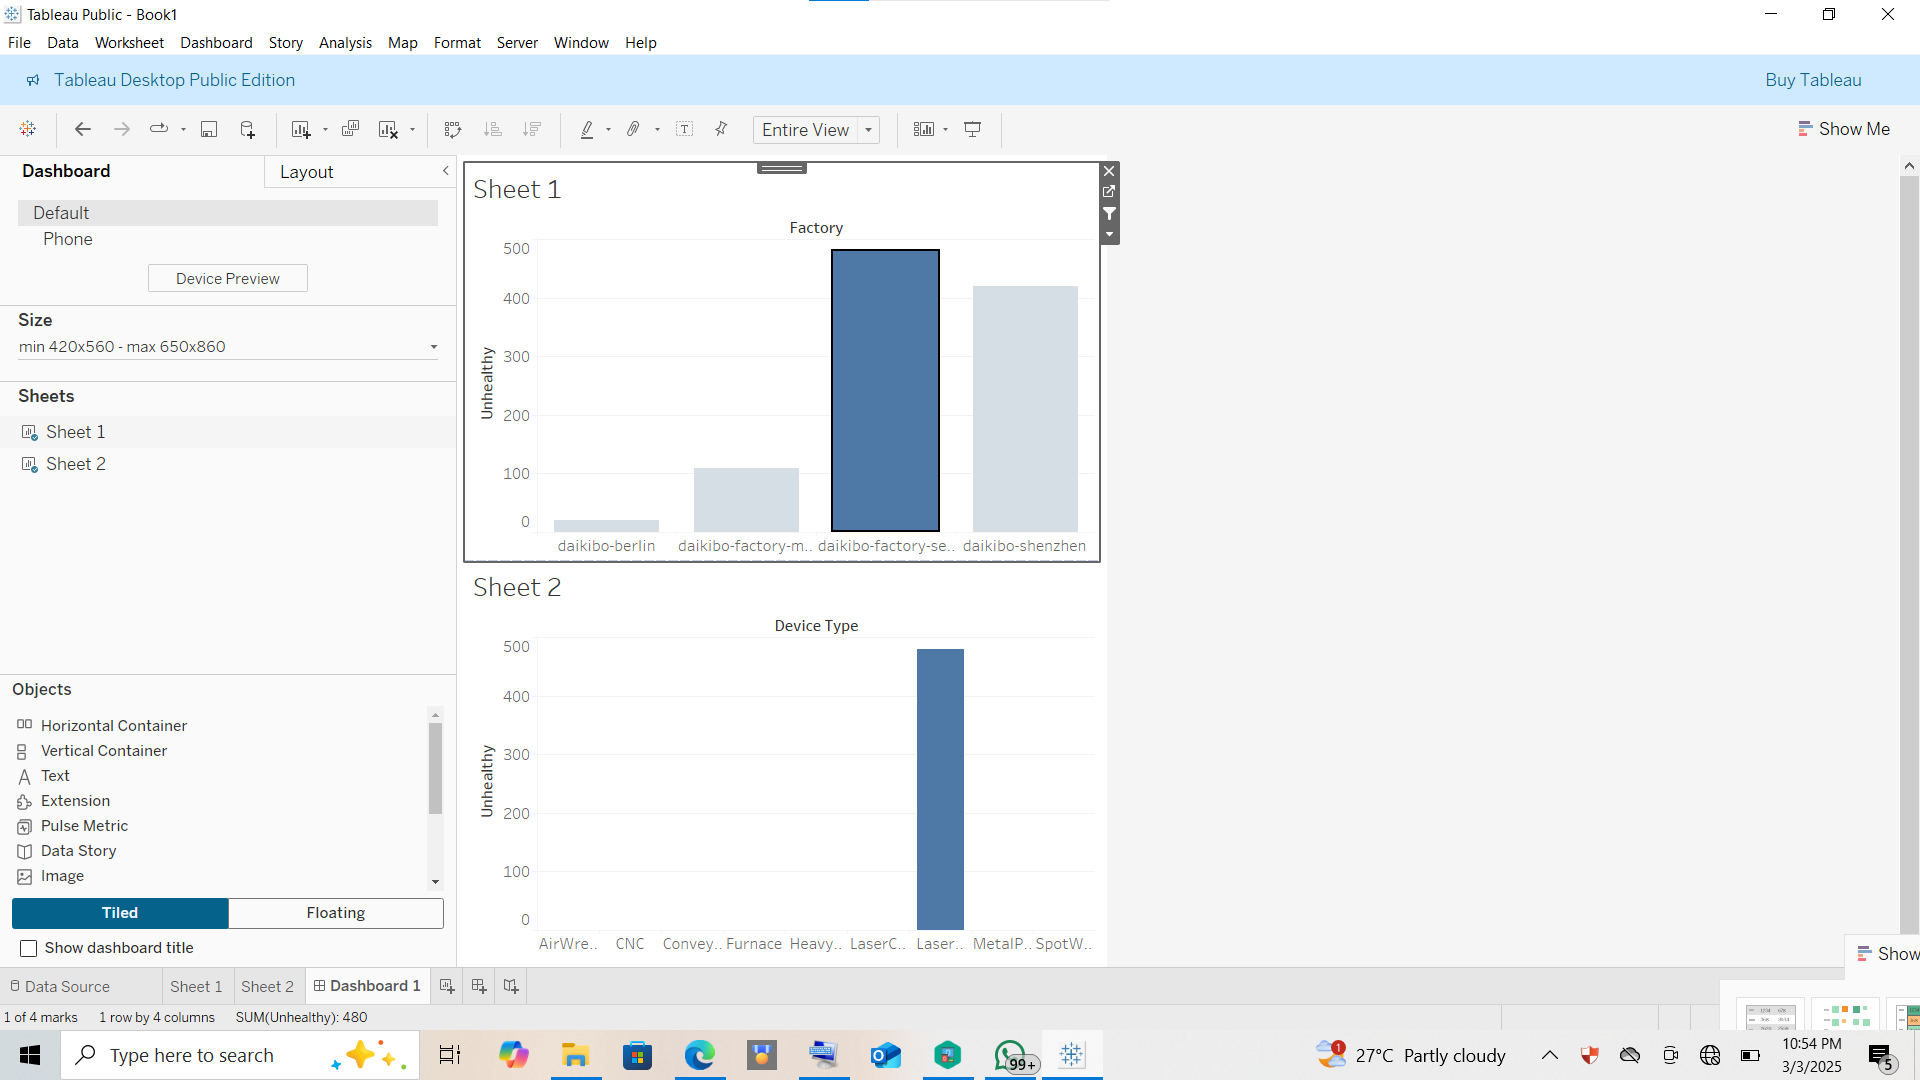 Tableau Public - Book1
File Data Worksheet Dashboard Story Analysis Map Format Server Window Help
Tableau Desktop Public Edition
Buy Tableau
Entire View
Show Me
Dashboard
Layout
Default
Phone
Device Preview
Size
min 420x560 - max 650x860
Sheets
Sheet 1
Sheet 2
Objects
Horizontal Container
Vertical Container
Text
Extension
Pulse Metric
Data Story
Image
Tiled
Floating
Show dashboard title
Sheet 1
Factory
500
400
300
200
100
0
Unhealthy
daikibo-berlin
daikibo-factory-m..
daikibo-factory-se..
daikibo-shenzhen
Sheet 2
Device Type
500
400
300
200
100
0
Unhealthy
AirWre.. CNC Convey.. Furnace Heavy.. LaserC.. Laser.. MetalP.. SpotW..
Show
Data Source Sheet 1 Sheet 2 Dashboard 1
1 of 4 marks 1 row by 4 columns SUM(Unhealthy): 480
Type here to search
99+
1
27°C Partly cloudy
10:54 PM
3/3/2025
5